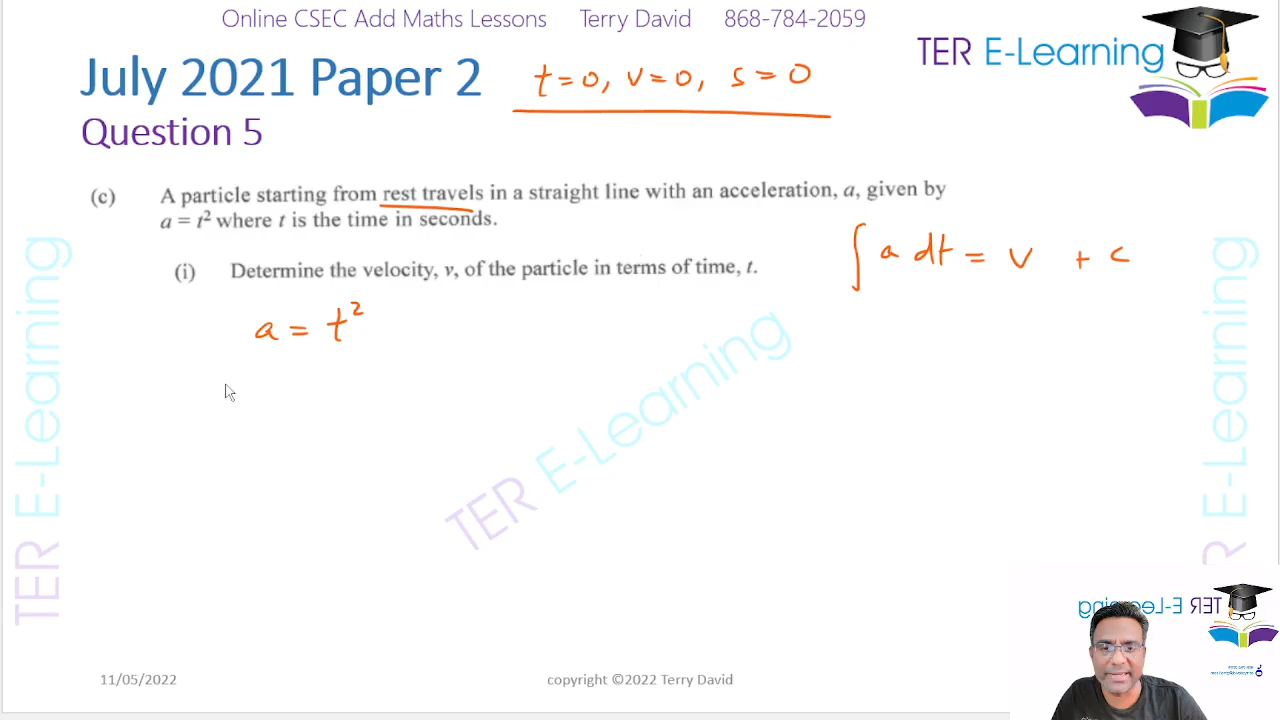 Online CSEC Add Maths Lessons Terry David 868-784-2059
TER E-Learning
July 2021 Paper 2
t = 0, v = 0, s = 0
Question 5
(c) A particle starting from rest travels in a straight line with an acceleration, a, given by
a = t² where t is the time in seconds.
(i) Determine the velocity, v, of the particle in terms of time, t.
∫ a dt = v + c
a = t²
TER E-Learning
TER E-Learning
TER E-Learning
TER E-Learning
11/05/2022
copyright ©2022 Terry David